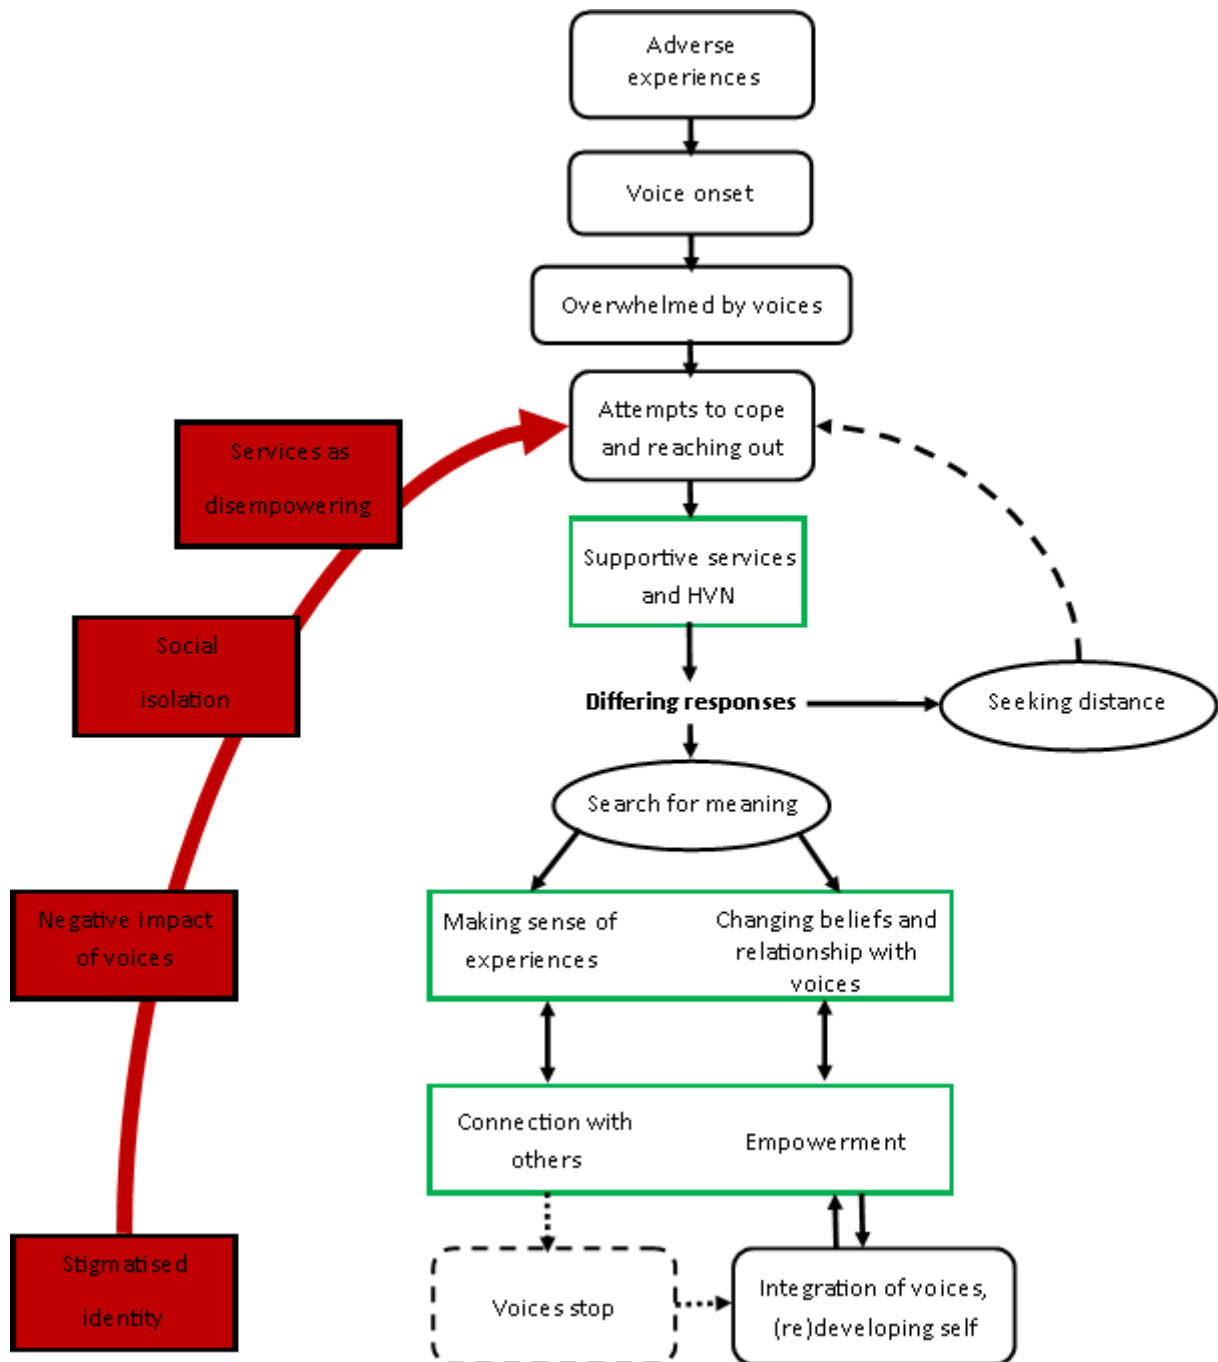 Adverse
experiences
Voice onset
Overwhelmed by voices
Attempts to cope
and reaching out
Services as
disempowering
Supportive services
and HVN
Social
isolation
Differing responses
Seeking distance
Search for meaning
Negative impact
of voices
Making sense of
experiences
Changing beliefs and
relationship with
voices
Connection with
others
Empowerment
Stigmatised
identity
Voices stop
Integration of voices,
(re)developing self